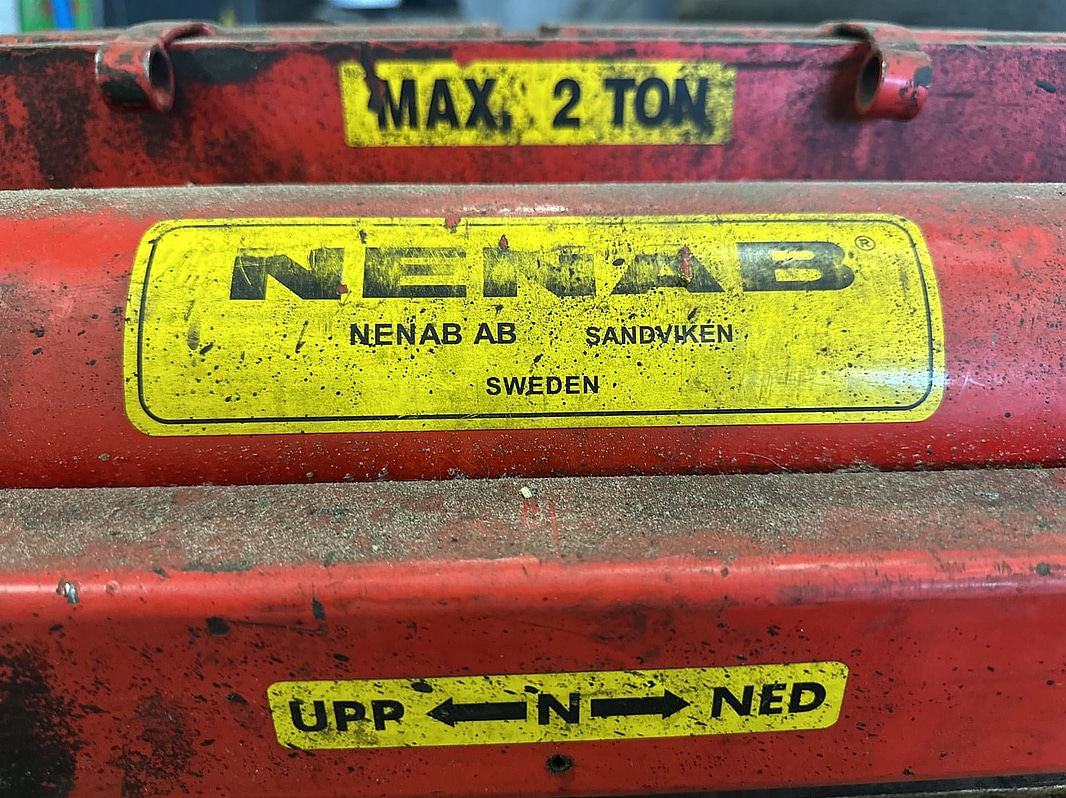 MAX. 2 TON
NENAB®
NENAB AB SANDVIKEN
SWEDEN
UPP ← N → NED